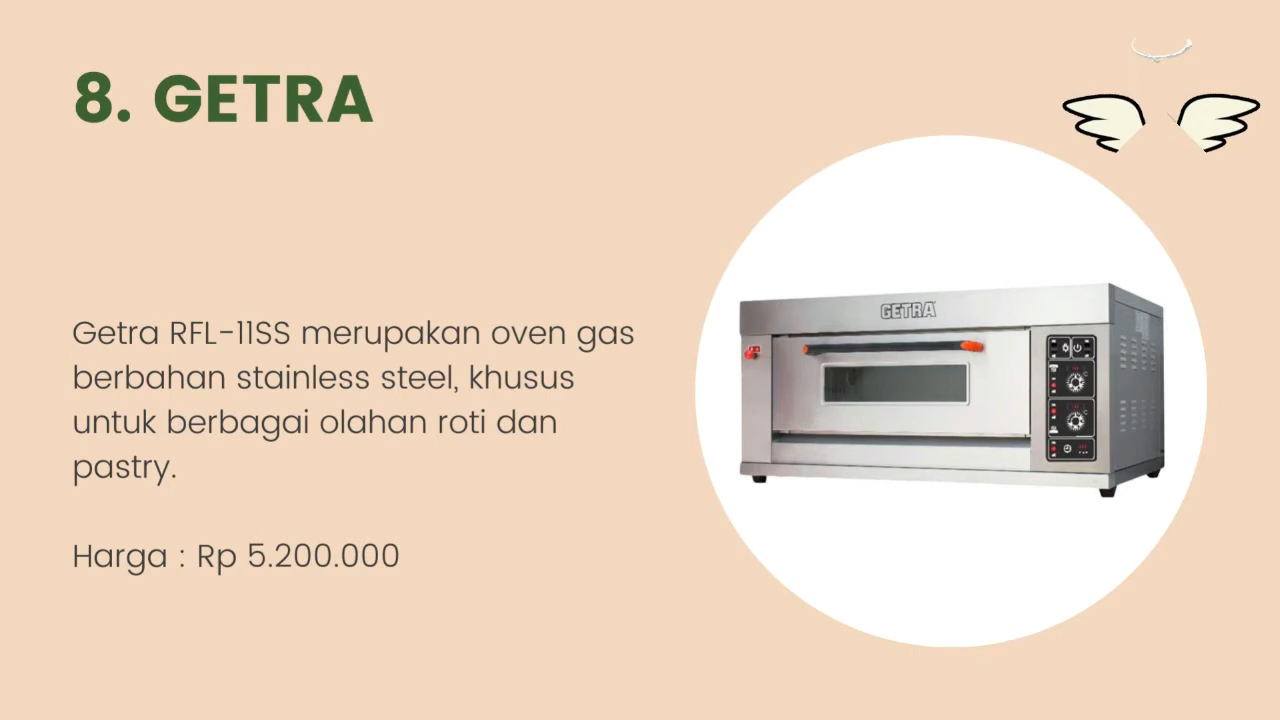 8. GETRA
Getra RFL-11SS merupakan oven gas
berbahan stainless steel, khusus
untuk berbagai olahan roti dan
pastry.
Harga : Rp 5.200.000
GETRA